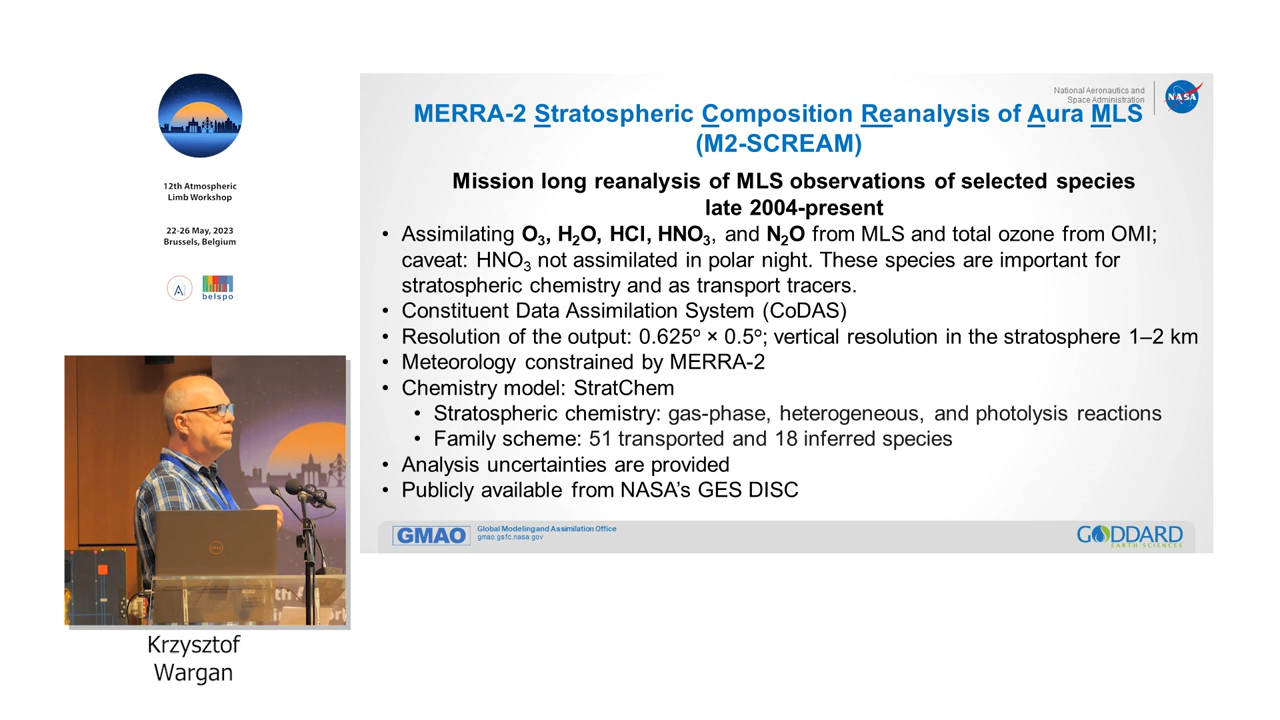 12th Atmospheric
Limb Workshop
22-26 May, 2023
Brussels, Belgium
belspo
Krzysztof
Wargan
National Aeronautics and
Space Administration
NASA
MERRA-2 Stratospheric Composition Reanalysis of Aura MLS
(M2-SCREAM)
Mission long reanalysis of MLS observations of selected species
late 2004-present
• Assimilating O₃, H₂O, HCl, HNO₃, and N₂O from MLS and total ozone from OMI;
caveat: HNO₃ not assimilated in polar night. These species are important for
stratospheric chemistry and as transport tracers.
• Constituent Data Assimilation System (CoDAS)
• Resolution of the output: 0.625º × 0.5º; vertical resolution in the stratosphere 1–2 km
• Meteorology constrained by MERRA-2
• Chemistry model: StratChem
• Stratospheric chemistry: gas-phase, heterogeneous, and photolysis reactions
• Family scheme: 51 transported and 18 inferred species
• Analysis uncertainties are provided
• Publicly available from NASA's GES DISC
GMAO
Global Modeling and Assimilation Office
gmao.gsfc.nasa.gov
GODDARD
EARTH SCIENCES